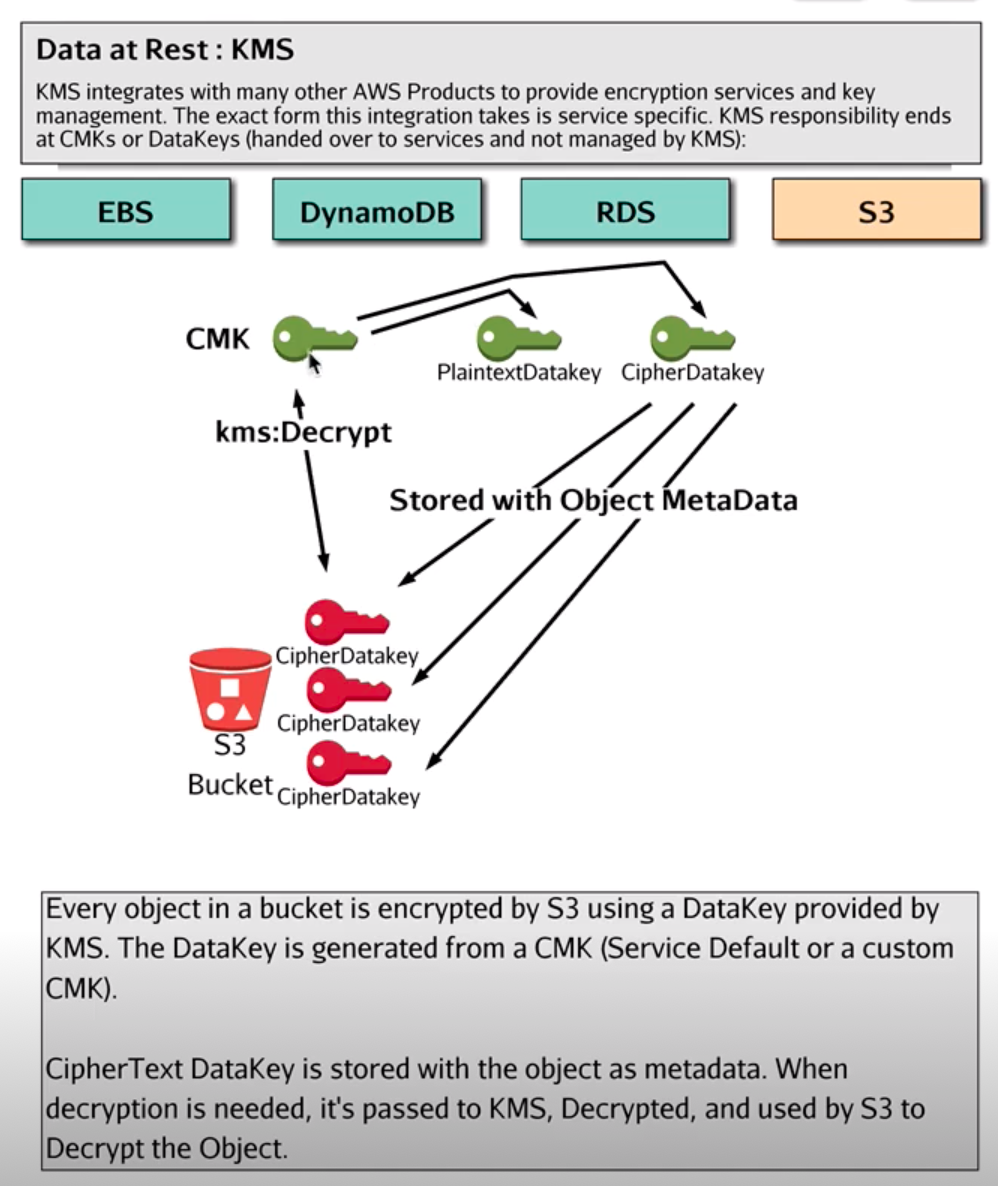 Data at Rest : KMS
KMS integrates with many other AWS Products to provide encryption services and key
management. The exact form this integration takes is service specific. KMS responsibility ends
at CMKs or DataKeys (handed over to services and not managed by KMS):
EBS
DynamoDB
RDS
S3
CMK
PlaintextDatakey
CipherDatakey
kms:Decrypt
Stored with Object MetaData
CipherDatakey
CipherDatakey
CipherDatakey
S3
Bucket
Every object in a bucket is encrypted by S3 using a DataKey provided by
KMS. The DataKey is generated from a CMK (Service Default or a custom
CMK).
CipherText DataKey is stored with the object as metadata. When
decryption is needed, it's passed to KMS, Decrypted, and used by S3 to
Decrypt the Object.